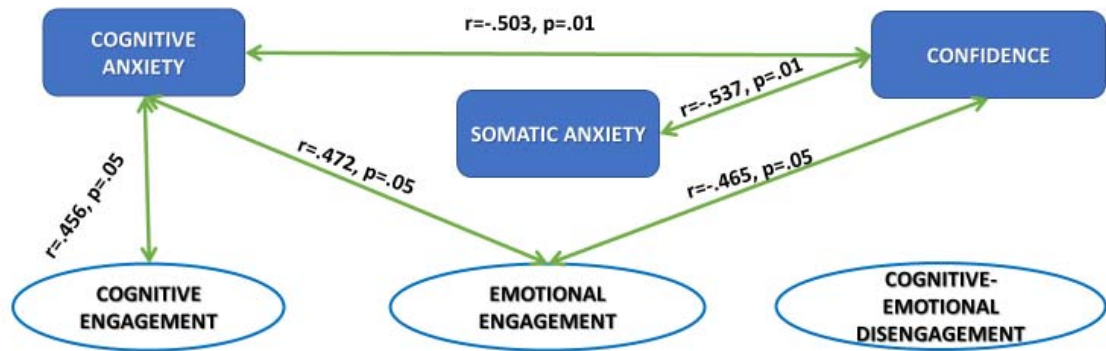 r=-.503, p=.01
COGNITIVE
ANXIETY
CONFIDENCE
r=-.537, p=.01
SOMATIC ANXIETY
r=.472, p=.05
r=-.465, p=.05
r=.456, p=.05
COGNITIVE
ENGAGEMENT
EMOTIONAL
ENGAGEMENT
COGNITIVE-
EMOTIONAL
DISENGAGEMENT